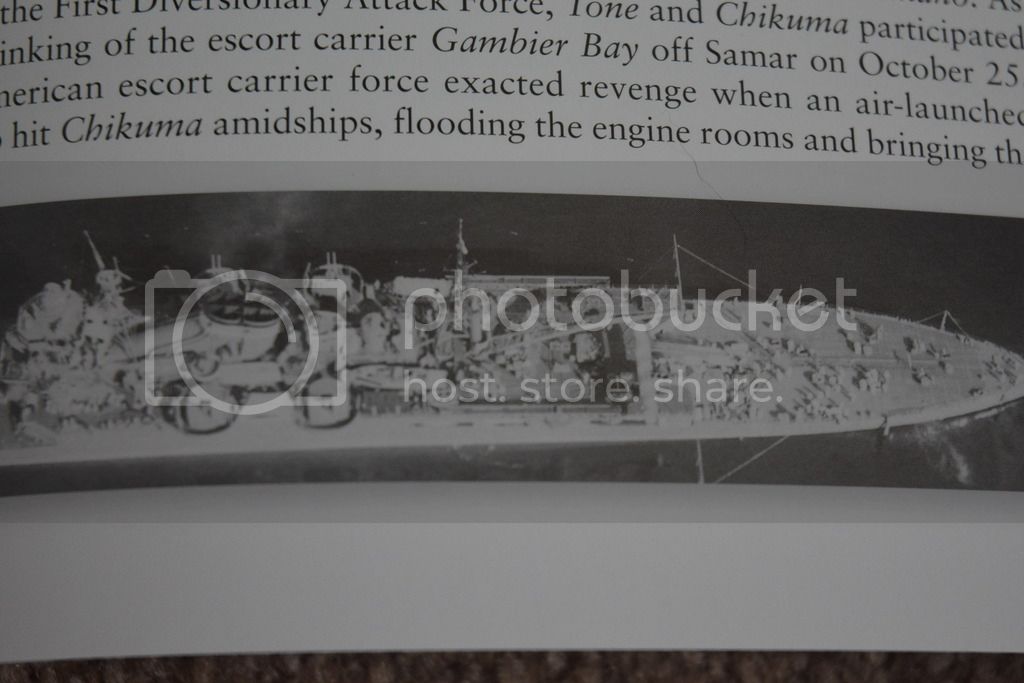 the First Diversionary Attack Force, Tone and Chikuma participated
inking of the escort carrier Gambier Bay off Samar on October 25
nerican escort carrier force exacted revenge when an air-launched
hit Chikuma amidships, flooding the engine rooms and bringing th
photobucket
host. store. share.